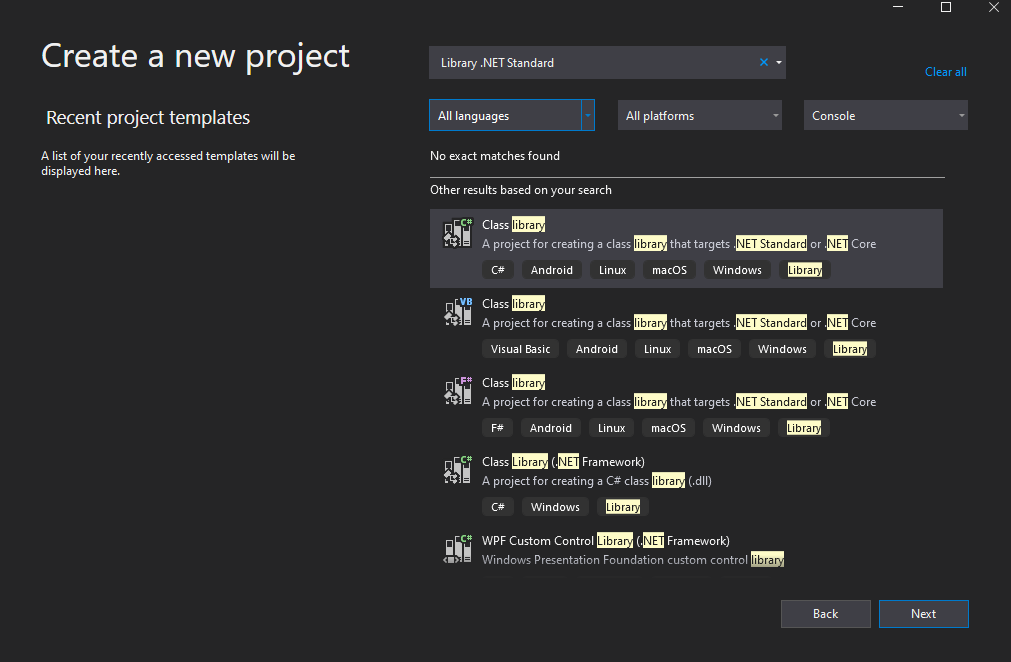 Create a new project
Library .NET Standard
Clear all
Recent project templates
A list of your recently accessed templates will be
displayed here.
All languages
All platforms
Console
No exact matches found
Other results based on your search
C#
Class library
A project for creating a class library that targets .NET Standard or .NET Core
C# Android Linux macOS Windows Library
VB
Class library
A project for creating a class library that targets .NET Standard or .NET Core
Visual Basic Android Linux macOS Windows Library
F#
Class library
A project for creating a class library that targets .NET Standard or .NET Core
F# Android Linux macOS Windows Library
C#
Class Library (.NET Framework)
A project for creating a C# class library (.dll)
C# Windows Library
C#
WPF Custom Control Library (.NET Framework)
Windows Presentation Foundation custom control library
Back
Next